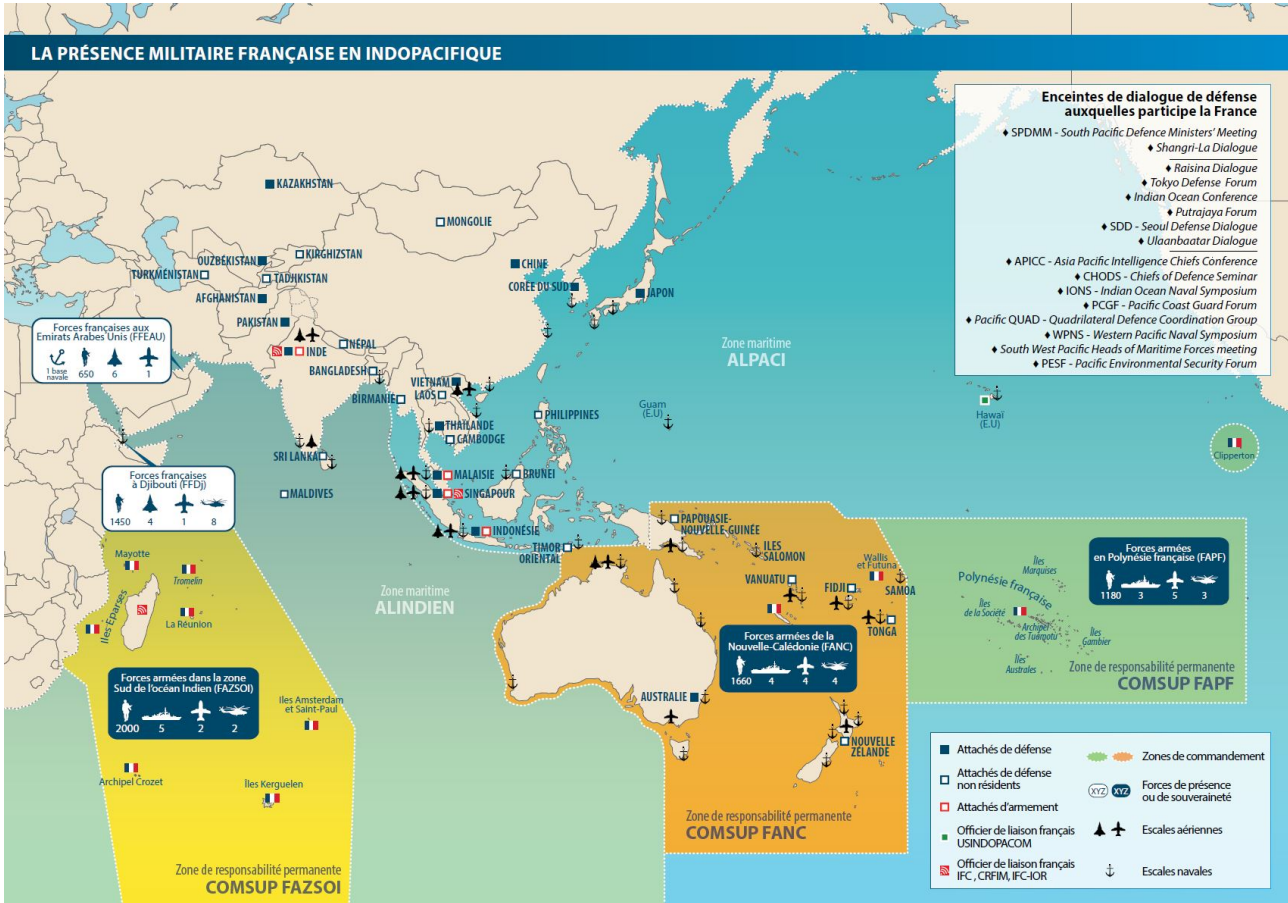 LA PRÉSENCE MILITAIRE FRANÇAISE EN INDOPACIFIQUE
Enceintes de dialogue de défense
auxquelles participe la France
♦ SPDMM - South Pacific Defence Ministers' Meeting
♦ Shangri-La Dialogue
♦ Raisina Dialogue
♦ Tokyo Defense Forum
♦ Indian Ocean Conference
♦ Putrajaya Forum
♦ SDD - Seoul Defense Dialogue
♦ Ulaanbaatar Dialogue
♦ APICC - Asia Pacific Intelligence Chiefs Conference
♦ CHODS - Chiefs of Defence Seminar
♦ IONS - Indian Ocean Naval Symposium
♦ PCGF - Pacific Coast Guard Forum
♦ Pacific QUAD - Quadrilateral Defence Coordination Group
♦ WPNS - Western Pacific Naval Symposium
♦ South West Pacific Heads of Maritime Forces meeting
♦ PESF - Pacific Environmental Security Forum
KAZAKHSTAN
MONGOLIE
KIRGHIZSTAN
OUZBÉKISTAN
TURKMÉNISTAN
TADJIKISTAN
CHINE
CORÉE DU SUD
JAPON
AFGHANISTAN
PAKISTAN
Forces françaises aux
Emirats Arabes Unis (FFEAU)
1 base
navale
650
6
1
NÉPAL
INDE
BANGLADESH
BIRMANIE
VIETNAM
LAOS
Zone maritime
ALPACI
THAÏLANDE
CAMBODGE
PHILIPPINES
Guam
(E.U)
Hawaï
(E.U)
Clipperton
SRI LANKA
MALDIVES
MALAISIE
BRUNEI
SINGAPOUR
INDONÉSIE
TIMOR
ORIENTAL
Forces françaises
à Djibouti (FFDj)
1450
4
1
8
PAPOUASIE-
NOUVELLE-GUINÉE
ILES
SALOMON
Wallis
et Futuna
VANUATU
FIDJI
SAMOA
TONGA
Forces armées
en Polynésie française (FAPF)
1180
3
5
3
Îles
Marquises
Polynésie française
Îles
de la Société
Archipel
des Tuamotu
Îles
Gambier
Îles
Australes
Zone de responsabilité permanente
COMSUP FAPF
Mayotte
Tromelin
Iles Eparses
La Réunion
Zone maritime
ALINDIEN
Forces armées dans la zone
Sud de l'océan Indien (FAZSOI)
2000
5
2
2
Iles Amsterdam
et Saint-Paul
Archipel Crozet
Îles Kerguelen
Zone de responsabilité permanente
COMSUP FAZSOI
Forces armées de la
Nouvelle-Calédonie (FANC)
1660
4
4
4
AUSTRALIE
NOUVELLE
ZÉLANDE
Zone de responsabilité permanente
COMSUP FANC
Attachés de défense
Attachés de défense
non résidents
Attachés d'armement
Officier de liaison français
USINDOPACOM
Officier de liaison français
IFC , CRFIM, IFC-IOR
Zones de commandement
XYZ
XYZ
Forces de présence
ou de souveraineté
Escales aériennes
Escales navales